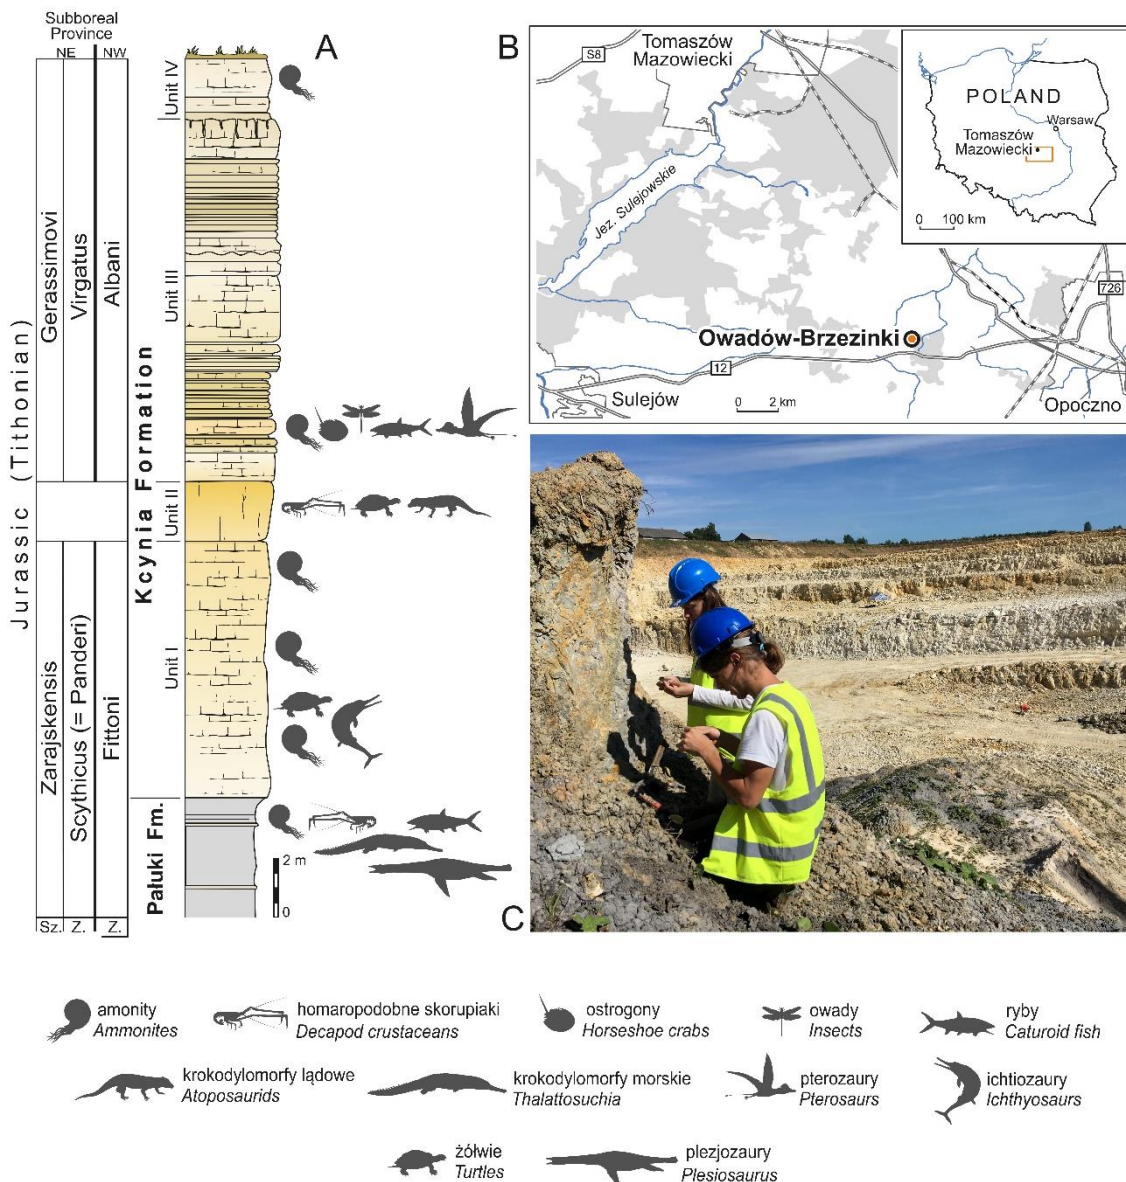 Subboreal
Province
NE
NW
A
Jurassic (Tithonian)
Gerassimovi
Virgatus
Albani
Zarajskensis
Scythicus (= Panderi)
Fittoni
Sz.
Z.
Z.
Kcynia Formation
Pałuki Fm.
Unit IV
Unit III
Unit II
Unit I
2 m
0
B
S8
Tomaszów
Mazowiecki
Jez. Sulejowskie
Owadów-Brzezinki
12
726
Sulejów
0 2 km
Opoczno
POLAND
Warsaw
Tomaszów
Mazowiecki
0 100 km
C
amonity
Ammonites
homaropodobne skorupiaki
Decapod crustaceans
ostrogony
Horseshoe crabs
owady
Insects
ryby
Caturoid fish
krokodylomorfy lądowe
Atoposaurids
krokodylomorfy morskie
Thalattosuchia
pterozaury
Pterosaurs
ichtiozaury
Ichthyosaurs
żółwie
Turtles
plezjozaury
Plesiosaurus